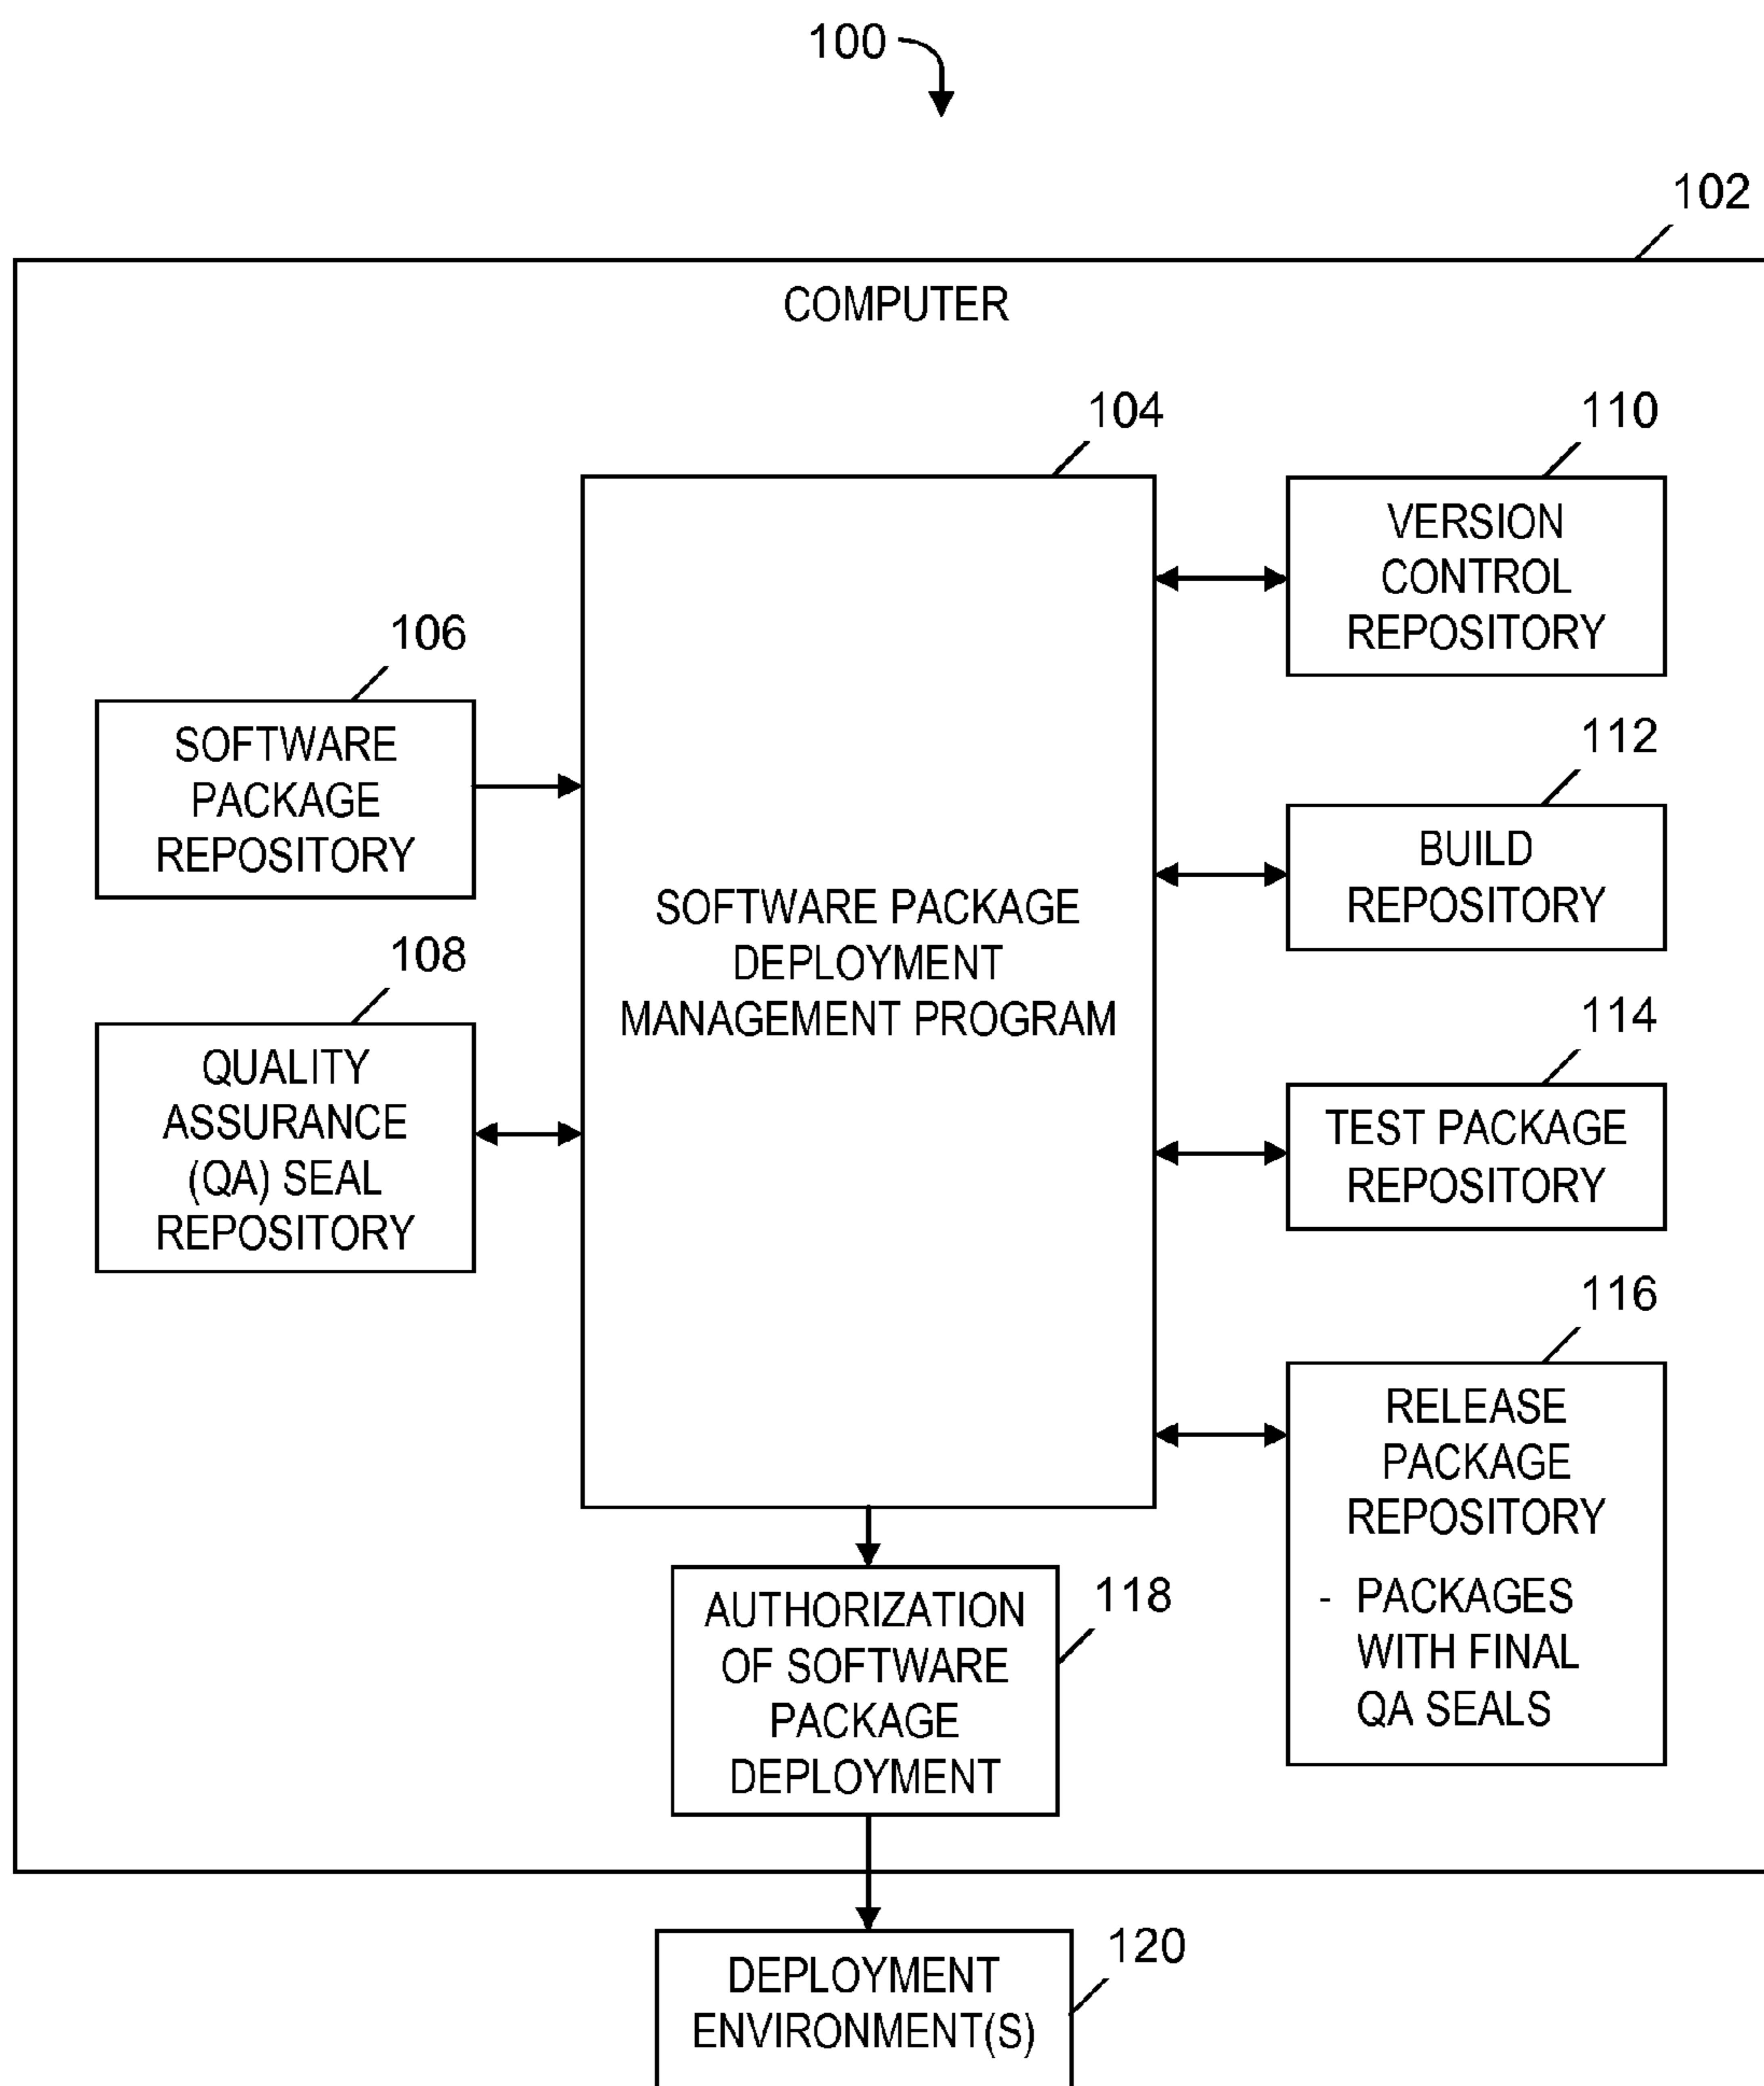 100
102
COMPUTER
104
110
VERSION
CONTROL
REPOSITORY
106
SOFTWARE
PACKAGE
REPOSITORY
112
BUILD
REPOSITORY
SOFTWARE PACKAGE
DEPLOYMENT
MANAGEMENT PROGRAM
108
QUALITY
ASSURANCE
(QA) SEAL
REPOSITORY
114
TEST PACKAGE
REPOSITORY
116
RELEASE
PACKAGE
REPOSITORY
- PACKAGES
WITH FINAL
QA SEALS
118
AUTHORIZATION
OF SOFTWARE
PACKAGE
DEPLOYMENT
120
DEPLOYMENT
ENVIRONMENT(S)